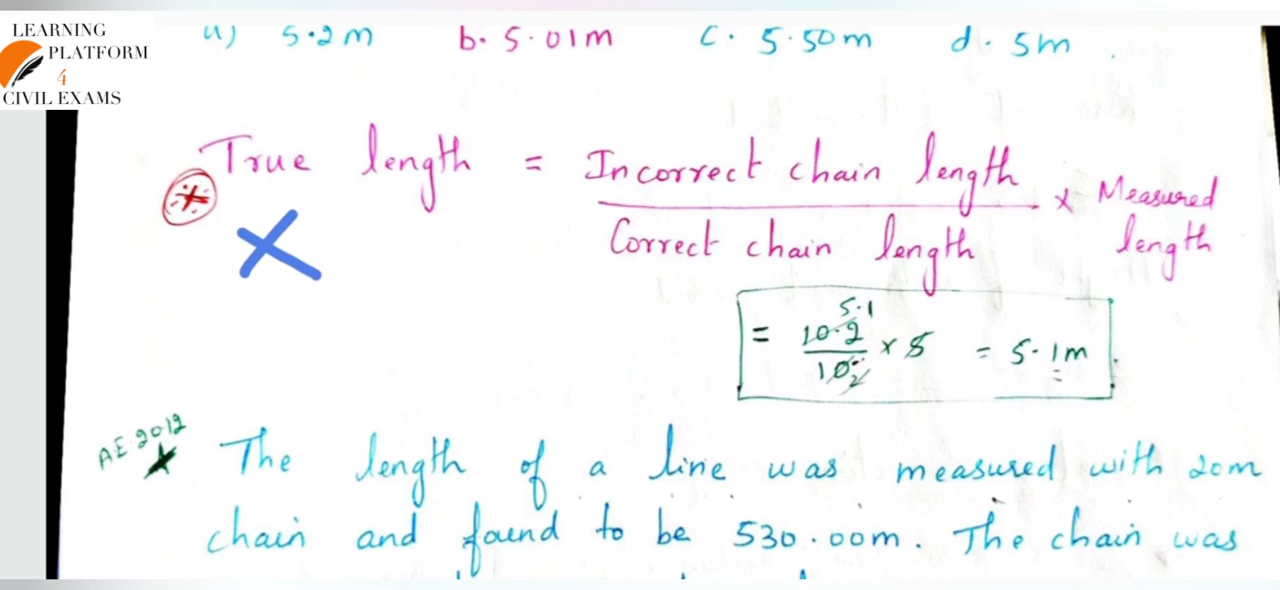 LEARNING
PLATFORM
4
CIVIL EXAMS
a) 5.2m b. 5.01m c. 5.50m d. 5m
True length = Incorrect chain length / Correct chain length x Measured length
= 10.2 / 10 x 5 = 5.1m
5.1
2
AE 2012
The length of a line was measured with 20m
chain and found to be 530.00m. The chain was